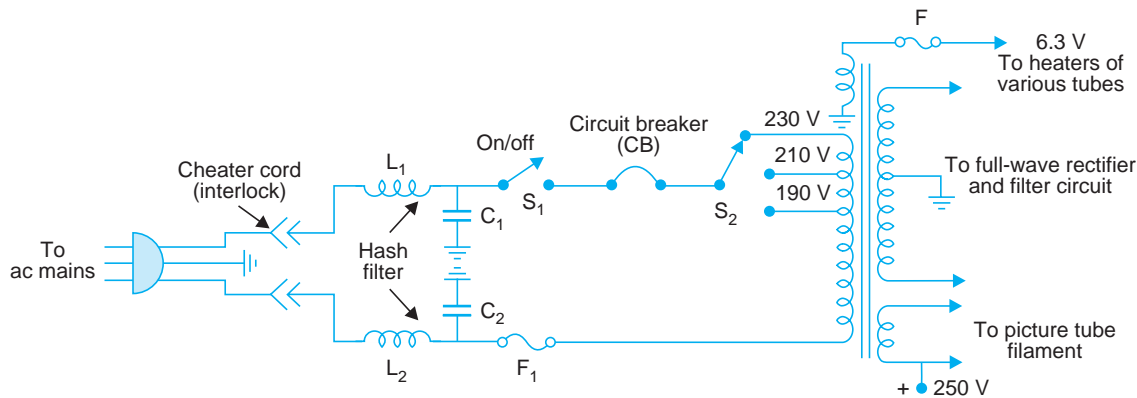 F
6.3 V
To heaters of
various tubes
Circuit breaker
(CB)
230 V
On/off
L1
210 V
Cheater cord
(interlock)
190 V
To full-wave rectifier
and filter circuit
S1
S2
C1
To
ac mains
Hash
filter
C2
To picture tube
filament
L2
F1
+ 250 V